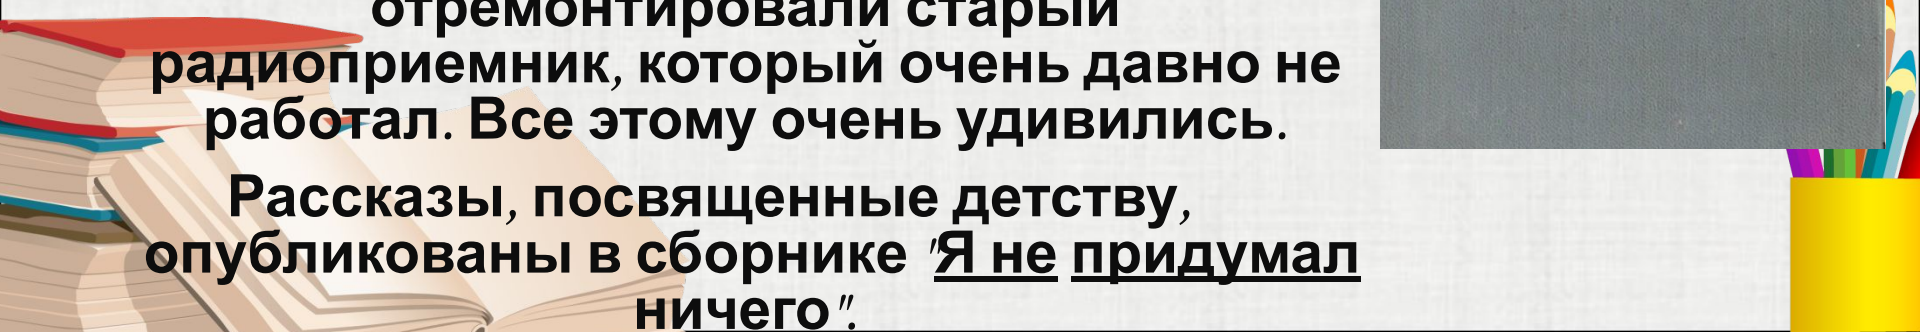 отремонтировали старый
радиоприемник, который очень давно не
работал. Все этому очень удивились.
Рассказы, посвященные детству,
опубликованы в сборнике "Я не придумал
ничего".